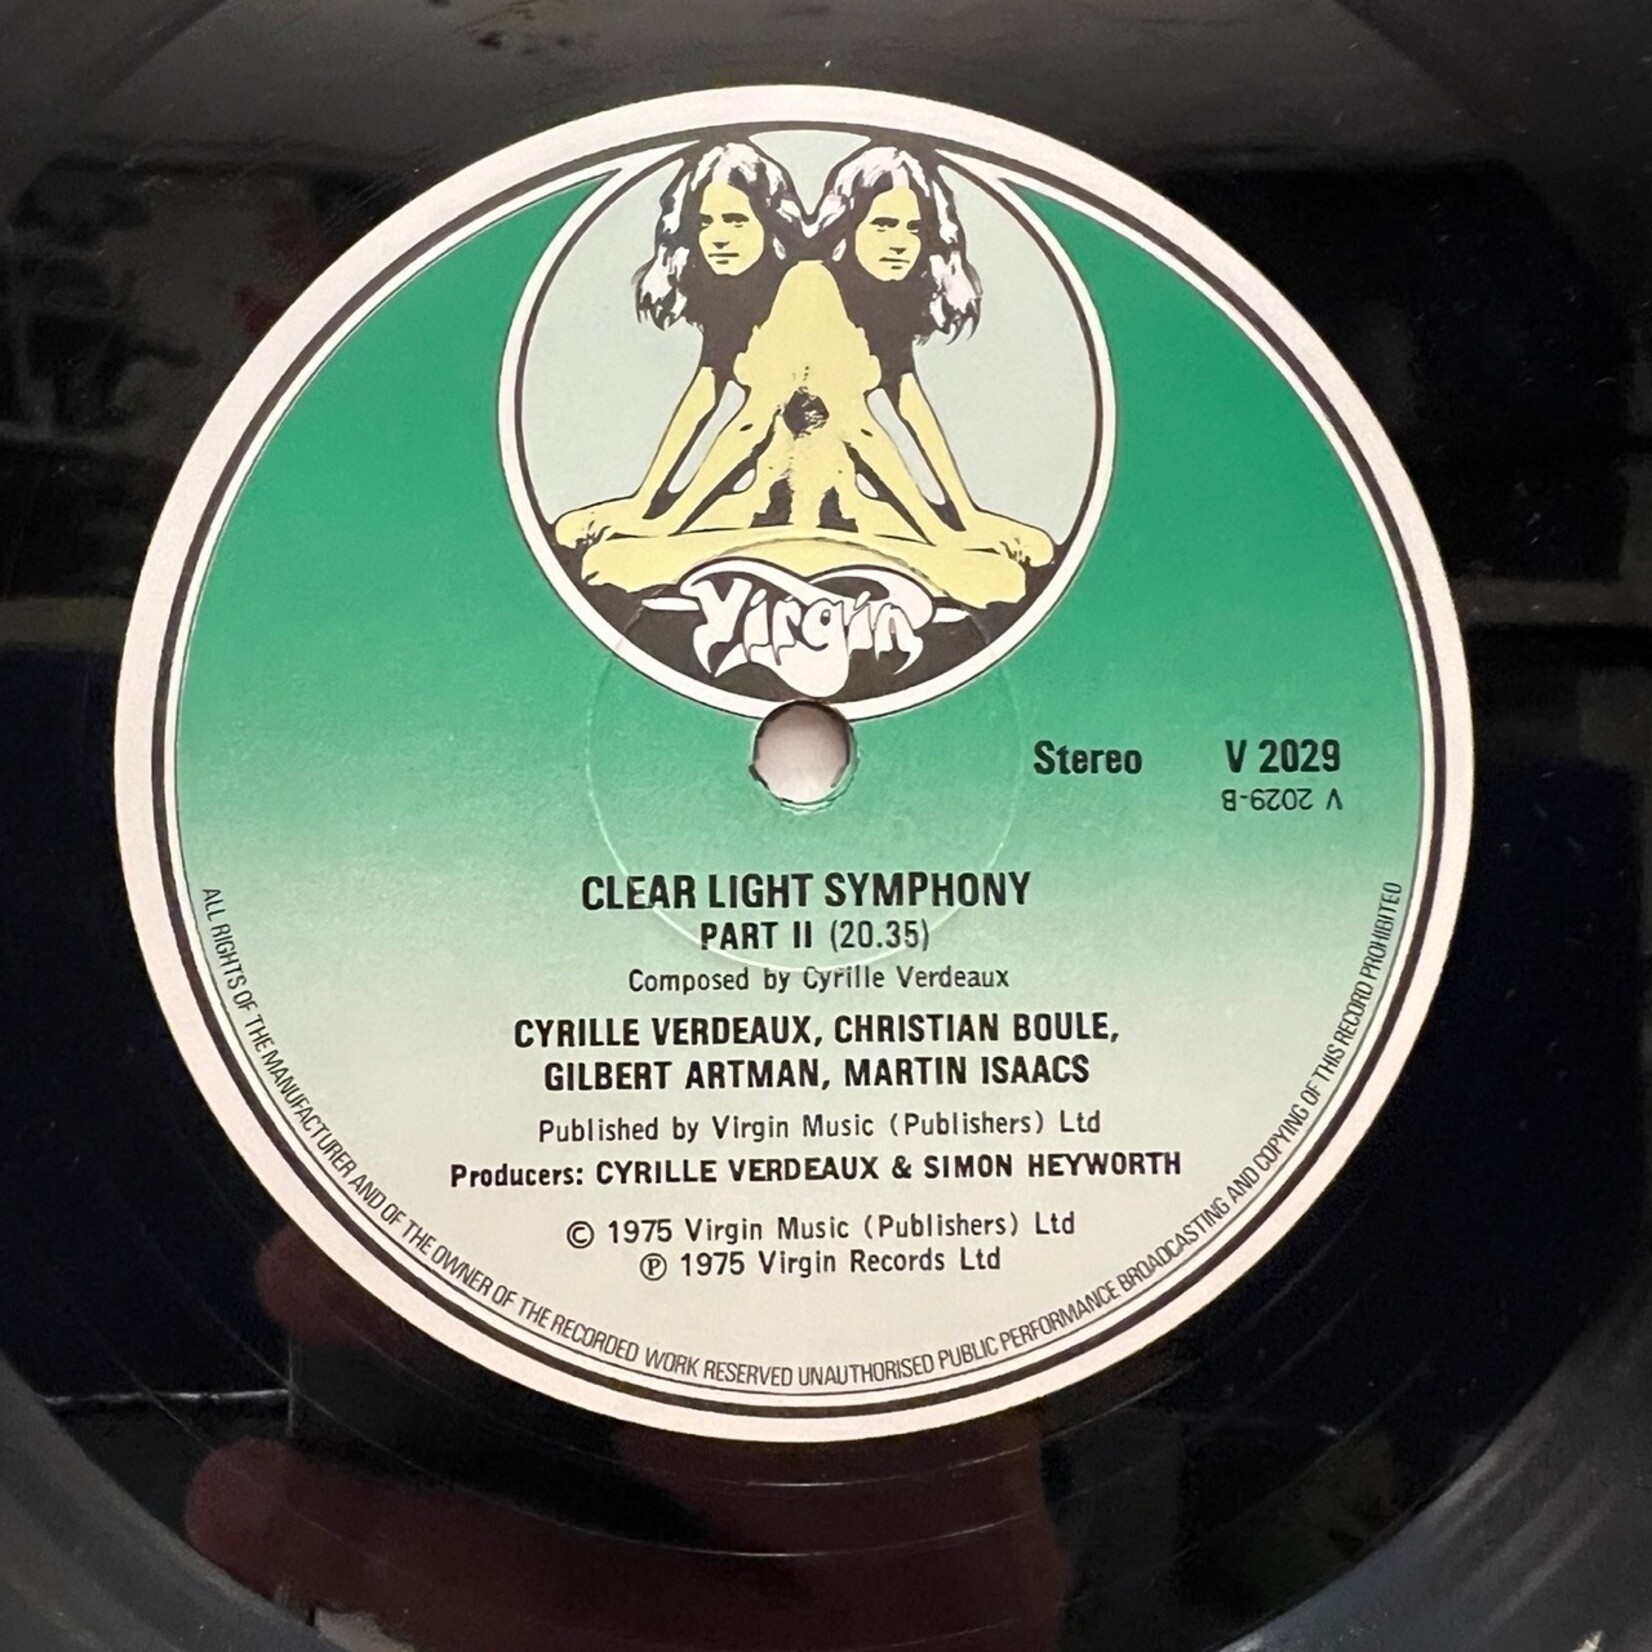 Virgin
Stereo V 2029
V 2029-B
CLEAR LIGHT SYMPHONY
PART II (20.35)
Composed by Cyrille Verdeaux
CYRILLE VERDEAUX, CHRISTIAN BOULE,
GILBERT ARTMAN, MARTIN ISAACS
Published by Virgin Music (Publishers) Ltd
Producers: CYRILLE VERDEAUX & SIMON HEYWORTH
© 1975 Virgin Music (Publishers) Ltd
℗ 1975 Virgin Records Ltd
ALL RIGHTS OF THE MANUFACTURER AND OF THE OWNER OF THE RECORDED WORK RESERVED UNAUTHORISED PUBLIC PERFORMANCE BROADCASTING AND COPYING OF THIS RECORD PROHIBITED